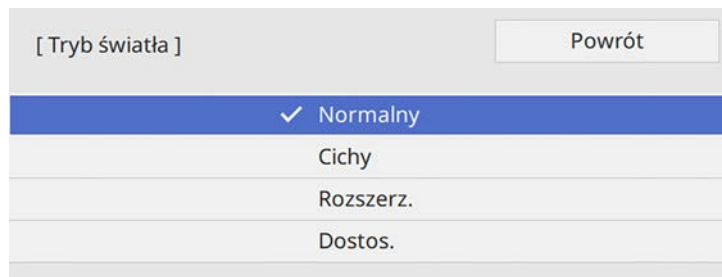 [ Tryb światła ]
Powrót
Normalny
Cichy
Rozszerz.
Dostos.